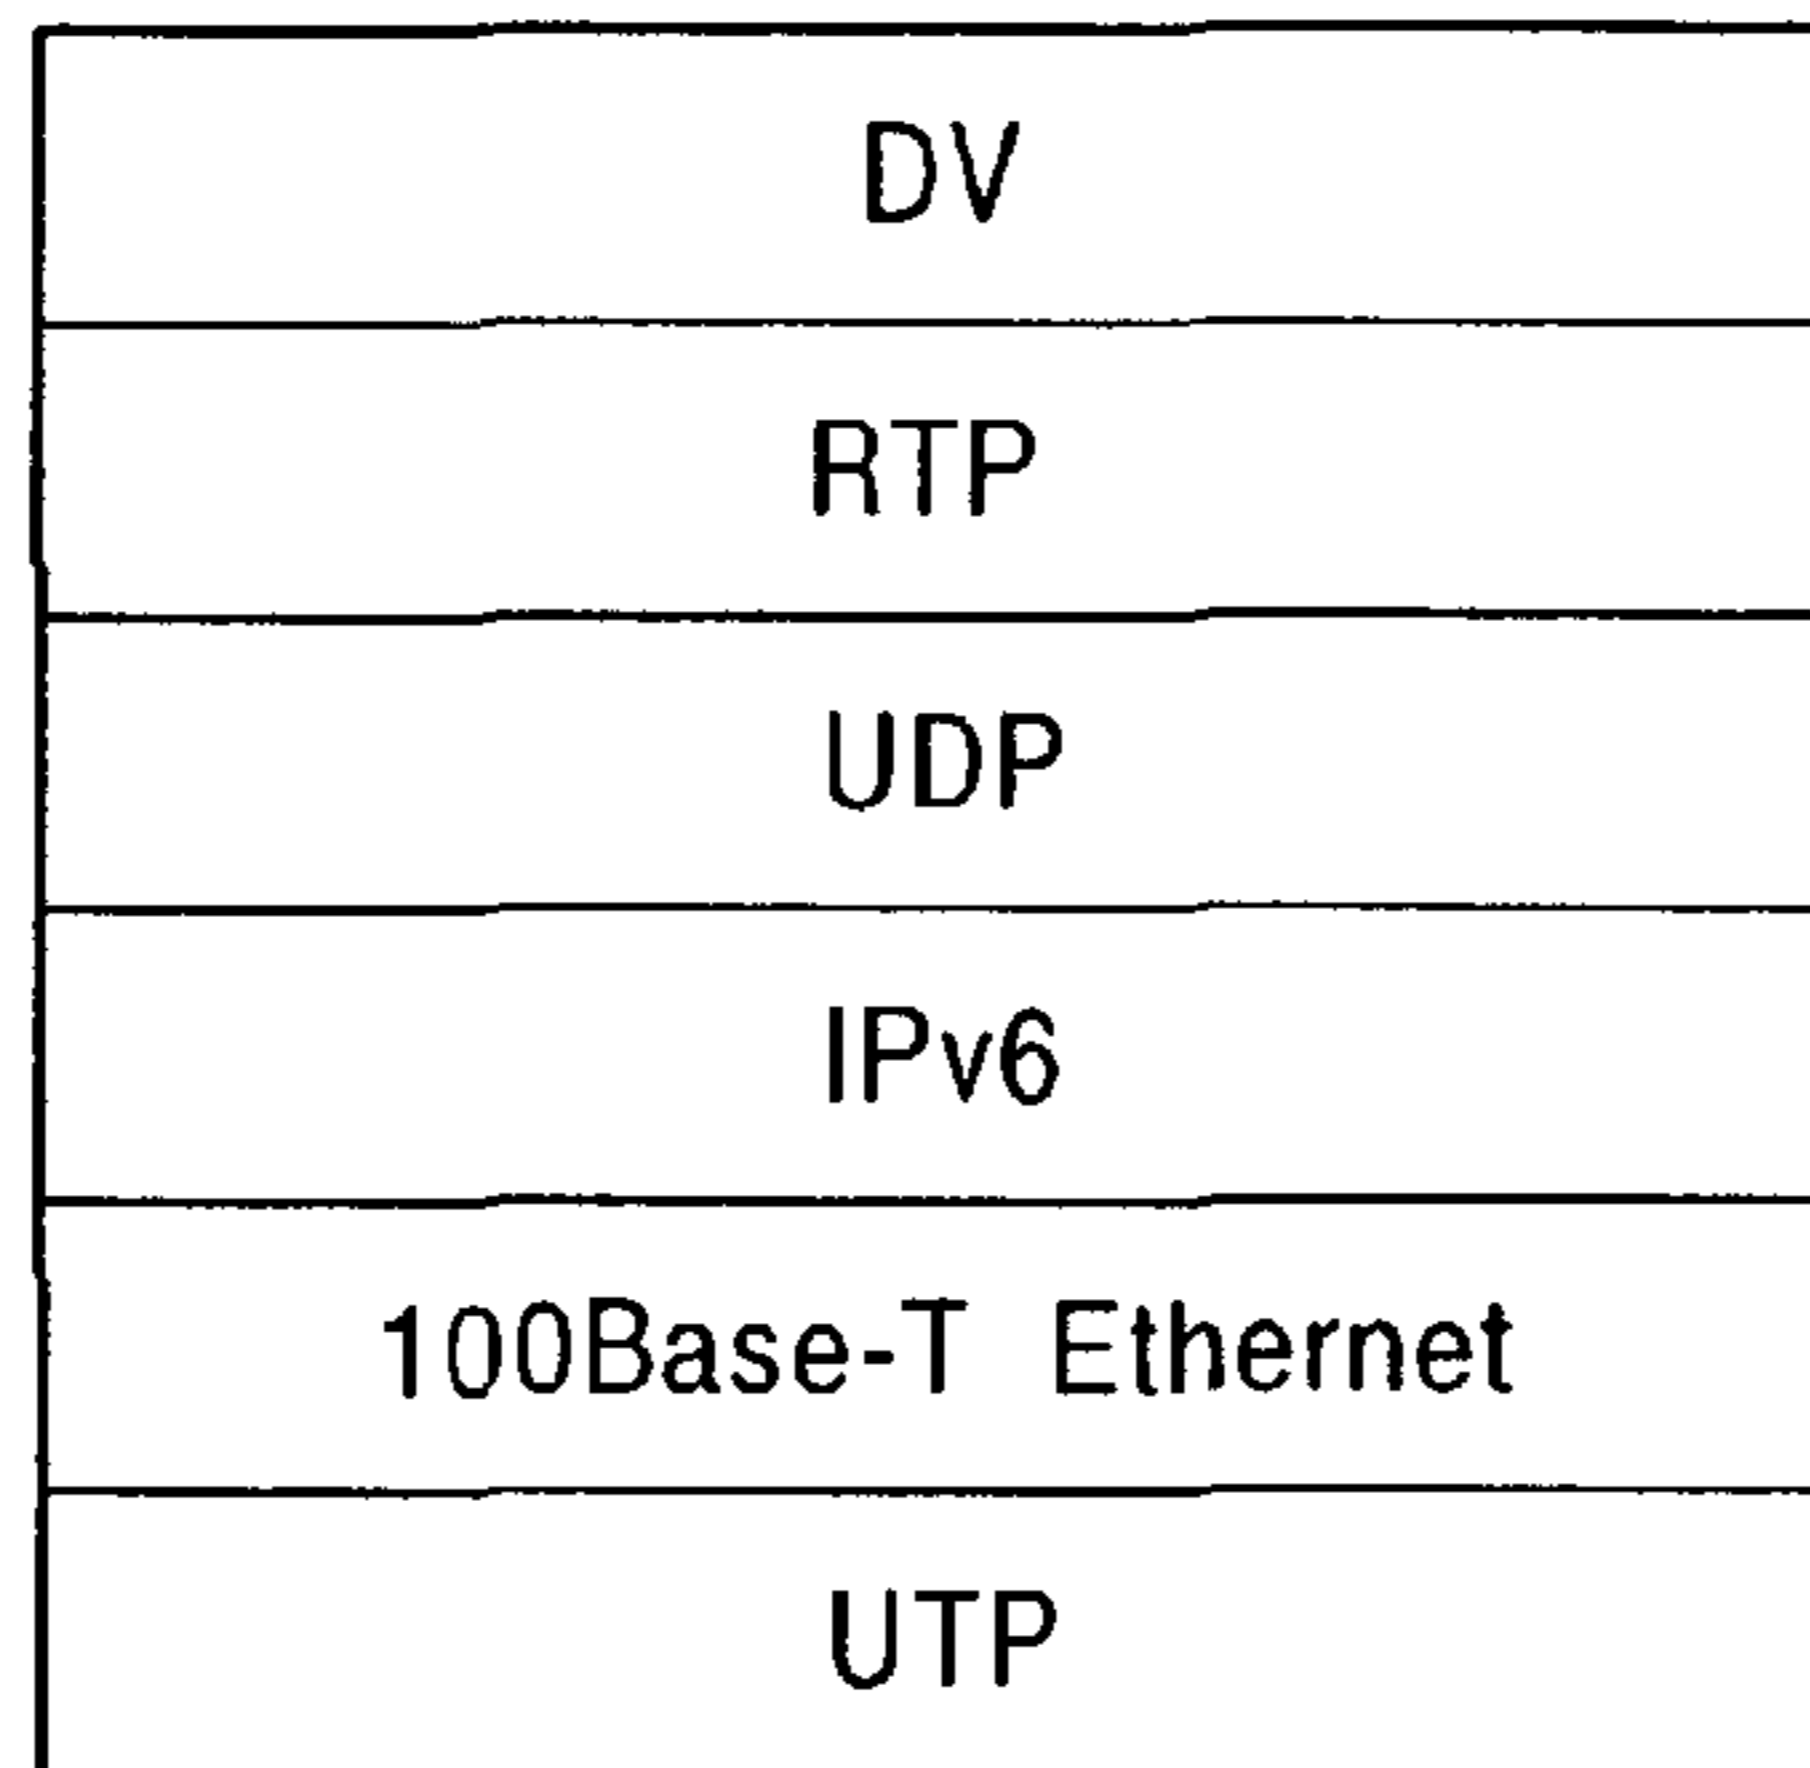 DV
RTP
UDP
IPv6
100Base-T Ethernet
UTP